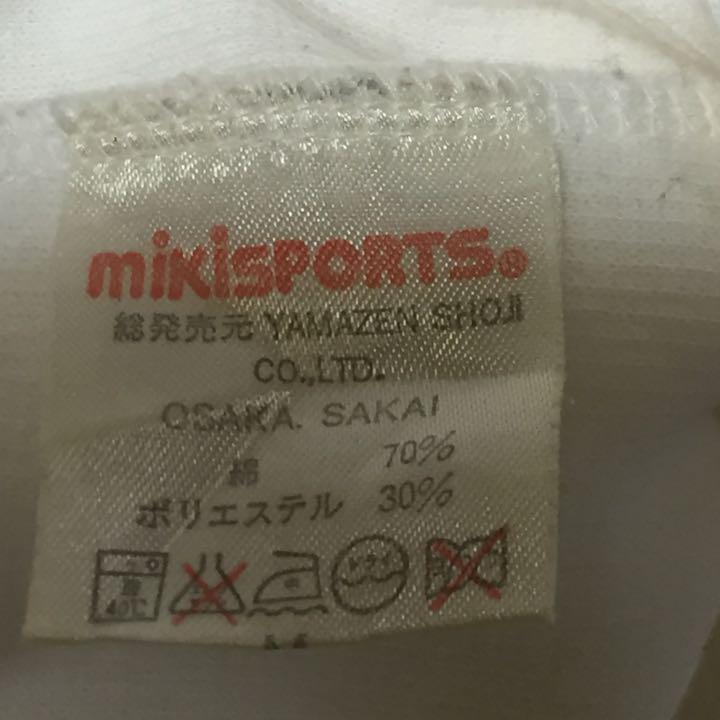 mikiSPORTS®
総発売元 YAMAZEN SHOJI
CO.,LTD.
OSAKA. SAKAI
綿 70%
ポリエステル 30%
40℃